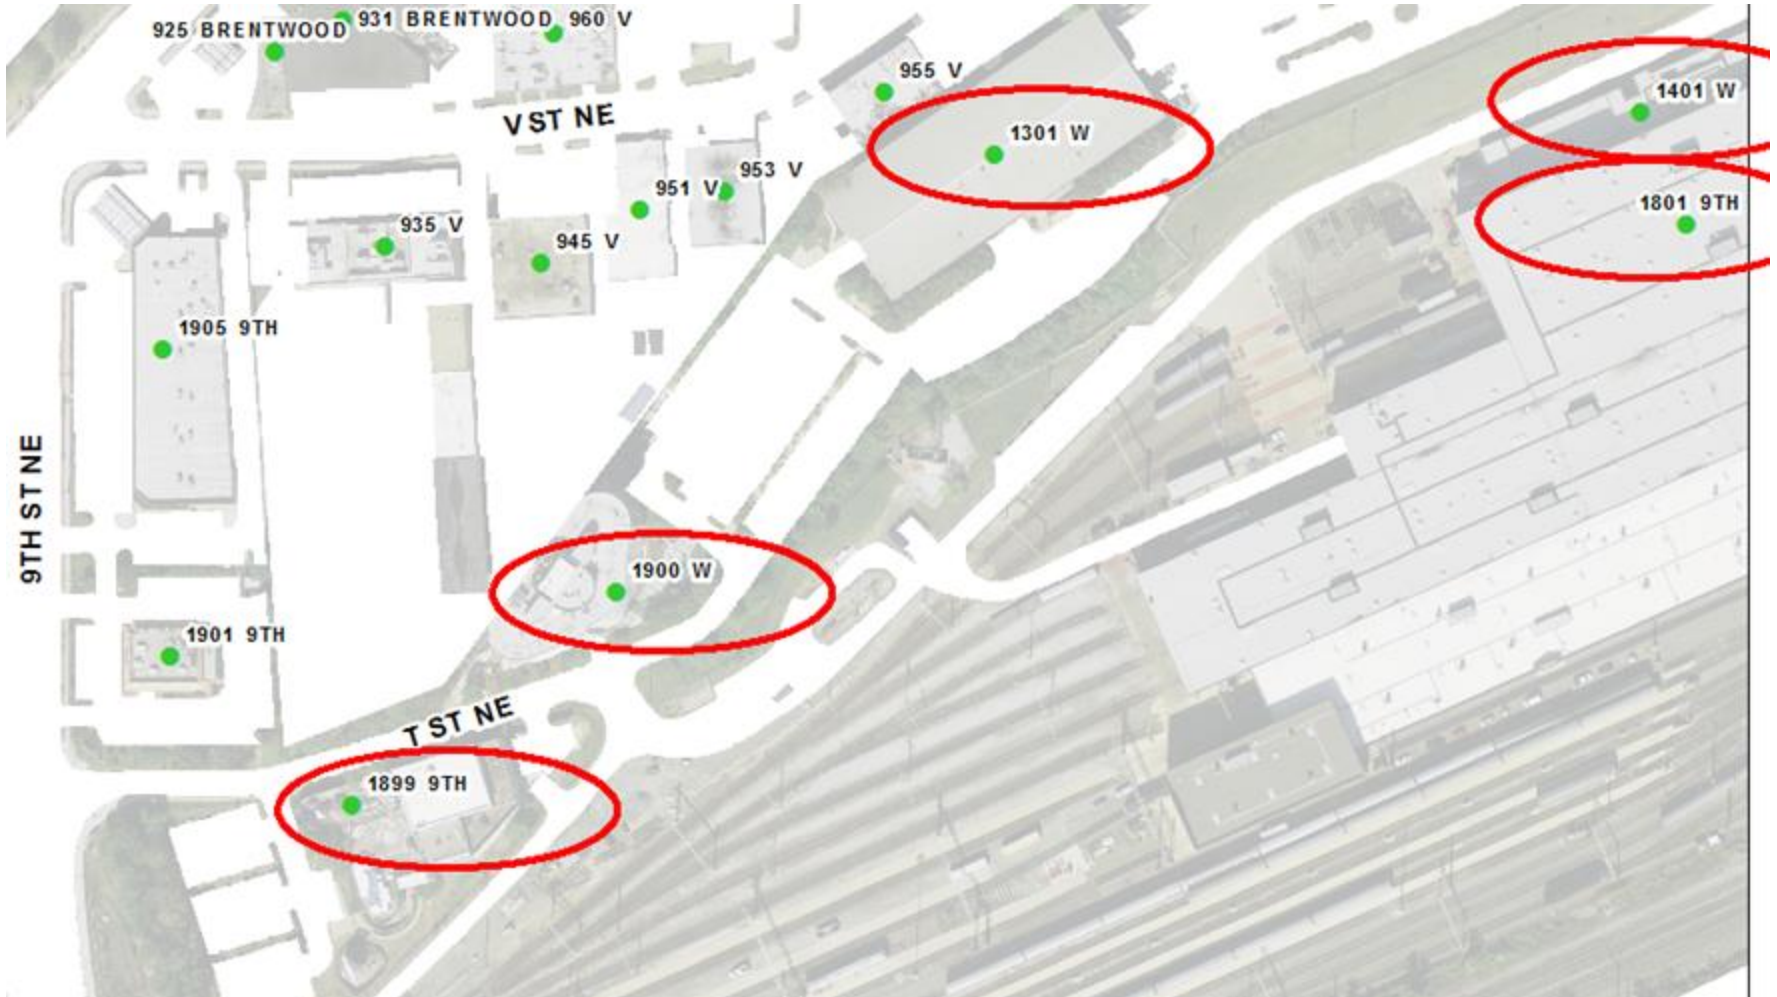 925 BRENTWOOD
931 BRENTWOOD
960 V
955 V
1401 W
V ST NE
1301 W
953 V
951 V
1801 9TH
935 V
945 V
1905 9TH
9TH ST NE
1900 W
1901 9TH
T ST NE
1899 9TH